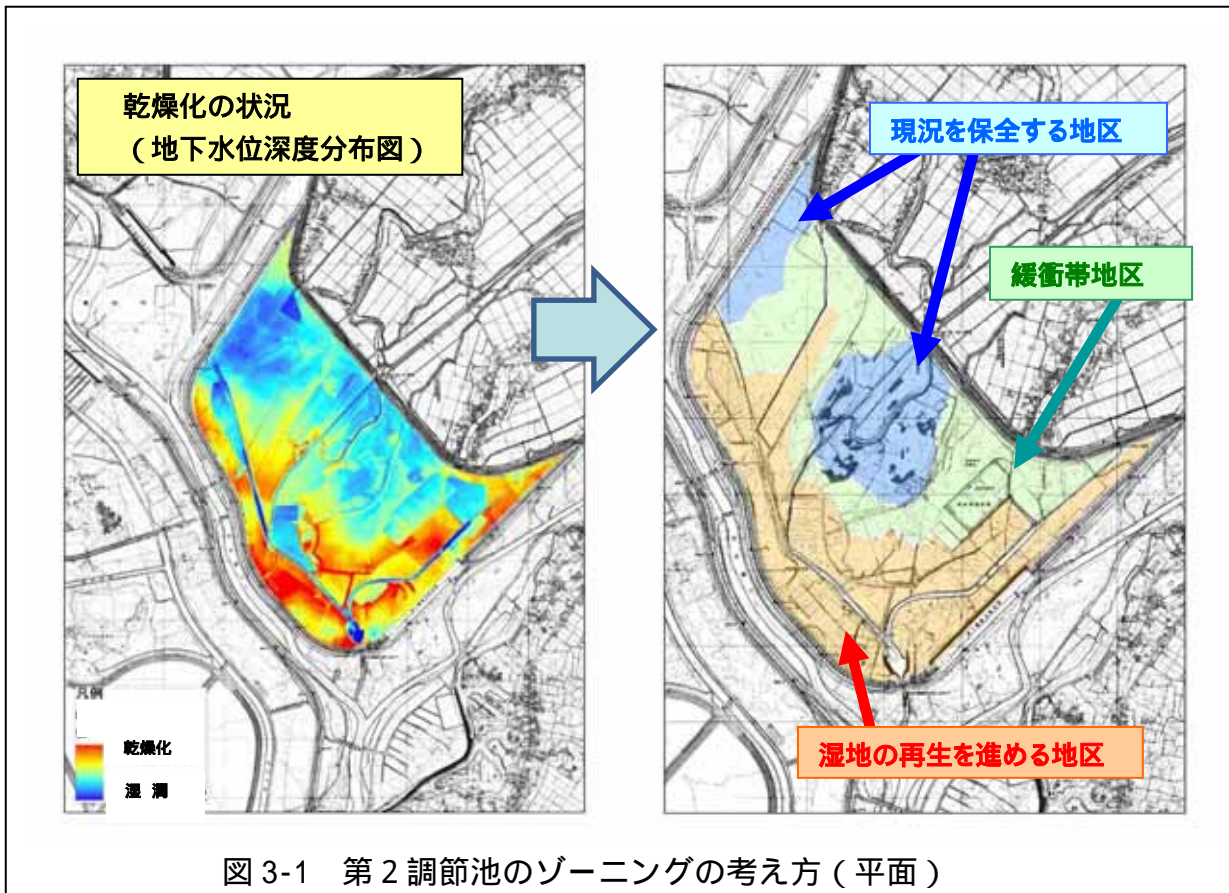 乾燥化の状況
（地下水位深度分布図）
現況を保全する地区
緩衝帯地区
湿地の再生を進める地区
凡例
乾燥化
湿 潤
図 3-1　第２調節池のゾーニングの考え方（平面）